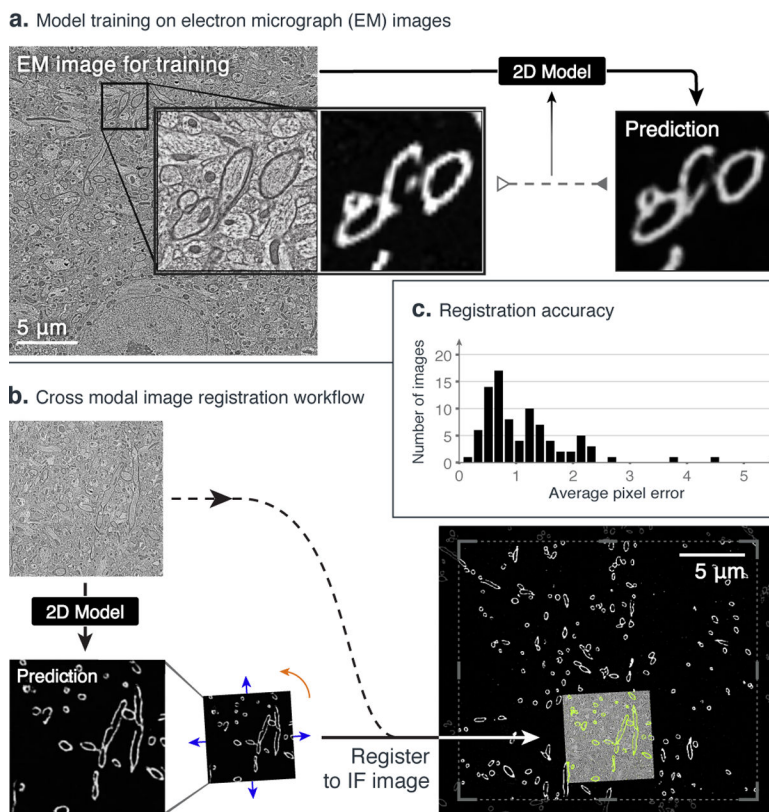 a. Model training on electron micrograph (EM) images
EM image for training
2D Model
Prediction
5 µm
c. Registration accuracy
Number of images
20
15
10
5
0
0 1 2 3 4 5
Average pixel error
b. Cross modal image registration workflow
2D Model
Prediction
Register
to IF image
5 µm